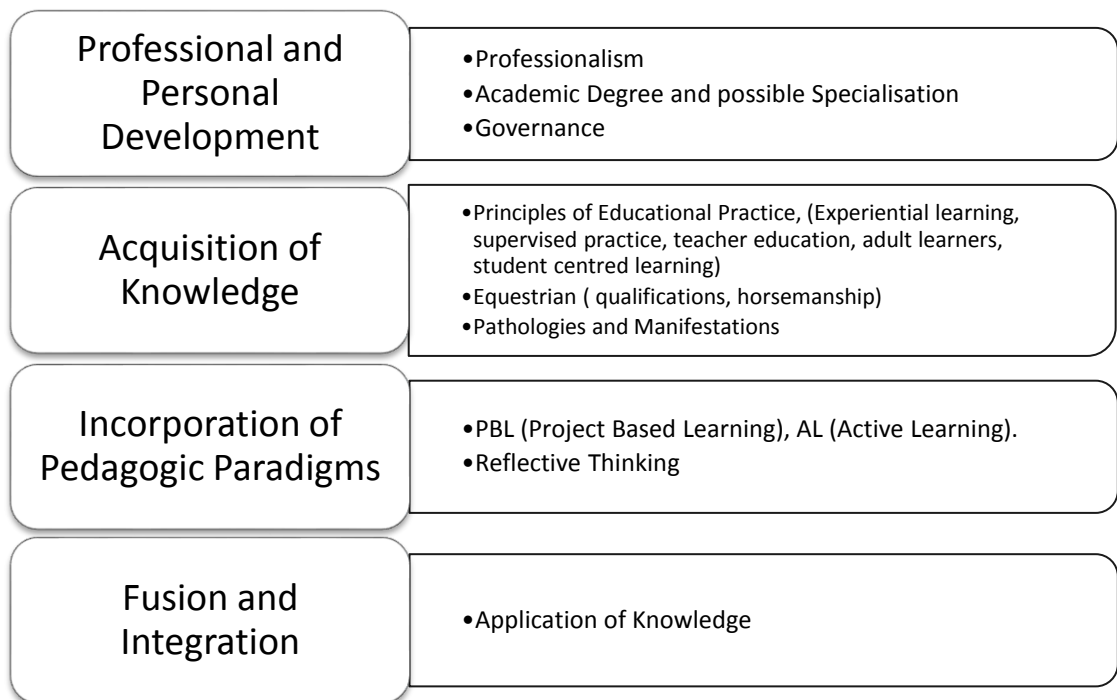 Professional and
Personal
Development
•Professionalism
•Academic Degree and possible Specialisation
•Governance
Acquisition of
Knowledge
•Principles of Educational Practice, (Experiential learning,
supervised practice, teacher education, adult learners,
student centred learning)
•Equestrian ( qualifications, horsemanship)
•Pathologies and Manifestations
Incorporation of
Pedagogic Paradigms
•PBL (Project Based Learning), AL (Active Learning).
•Reflective Thinking
Fusion and
Integration
•Application of Knowledge